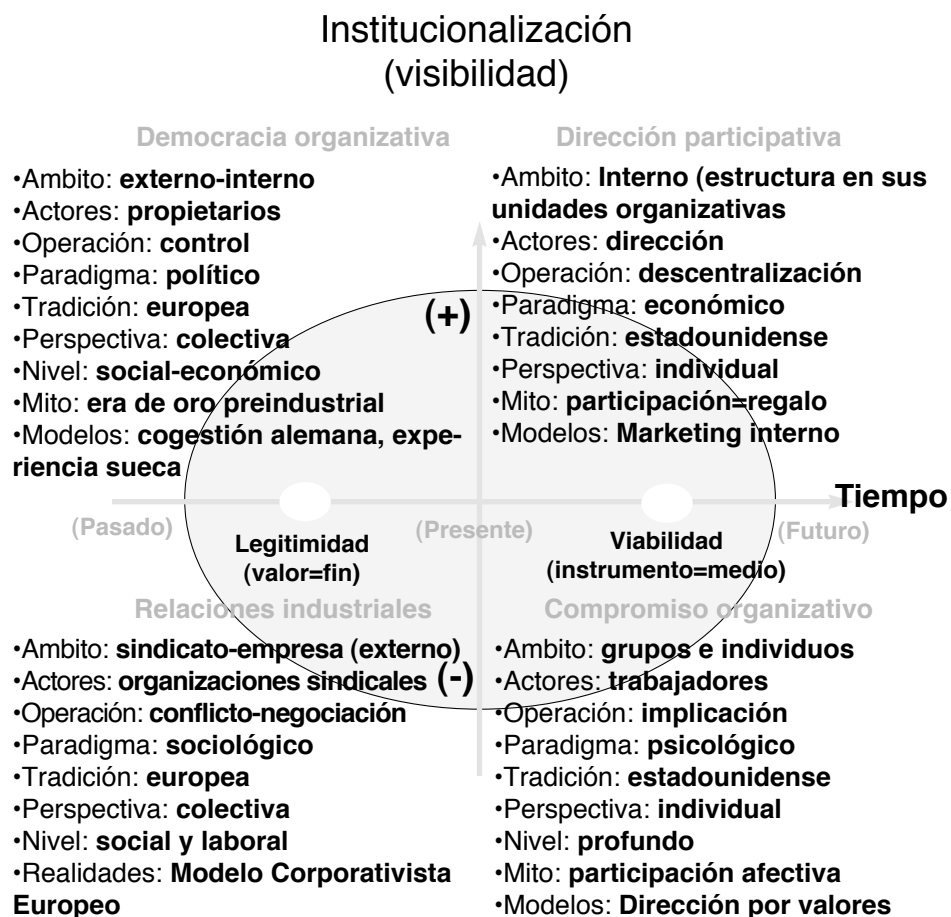 Institucionalización
(visibilidad)
Democracia organizativa
•Ambito: externo-interno
•Actores: propietarios
•Operación: control
•Paradigma: político
•Tradición: europea
•Perspectiva: colectiva
•Nivel: social-económico
•Mito: era de oro preindustrial
•Modelos: cogestión alemana, expe-
riencia sueca
Dirección participativa
•Ambito: Interno (estructura en sus
unidades organizativas
•Actores: dirección
•Operación: descentralización
•Paradigma: económico
•Tradición: estadounidense
•Perspectiva: individual
•Mito: participación=regalo
•Modelos: Marketing interno
(+)
Tiempo
(Pasado)
(Presente)
(Futuro)
Legitimidad
(valor=fin)
Viabilidad
(instrumento=medio)
Relaciones industriales
•Ambito: sindicato-empresa (externo)
•Actores: organizaciones sindicales
•Operación: conflicto-negociación
•Paradigma: sociológico
•Tradición: europea
•Perspectiva: colectiva
•Nivel: social y laboral
•Realidades: Modelo Corporativista
Europeo
(-)
Compromiso organizativo
•Ambito: grupos e individuos
•Actores: trabajadores
•Operación: implicación
•Paradigma: psicológico
•Tradición: estadounidense
•Perspectiva: individual
•Nivel: profundo
•Mito: participación afectiva
•Modelos: Dirección por valores